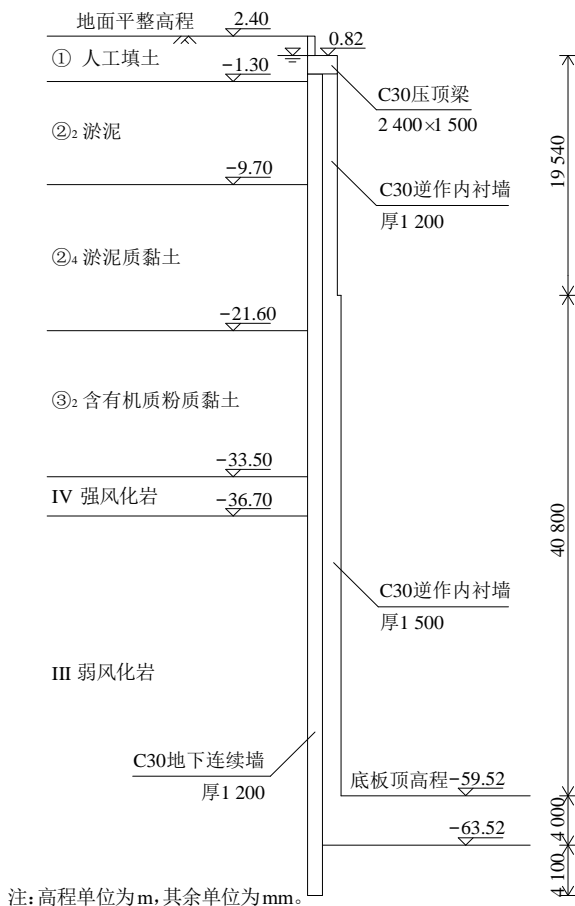 地面平整高程
2.40
0.82
① 人工填土
-1.30
C30压顶梁
2 400×1 500
②₂ 淤泥
-9.70
C30逆作内衬墙
厚1 200
19 540
②₄ 淤泥质黏土
-21.60
③₂ 含有机质粉质黏土
-33.50
IV 强风化岩
-36.70
40 800
C30逆作内衬墙
厚1 500
III 弱风化岩
C30地下连续墙
厚1 200
底板顶高程
-59.52
4 000
-63.52
4 100
注:高程单位为m,其余单位为mm。